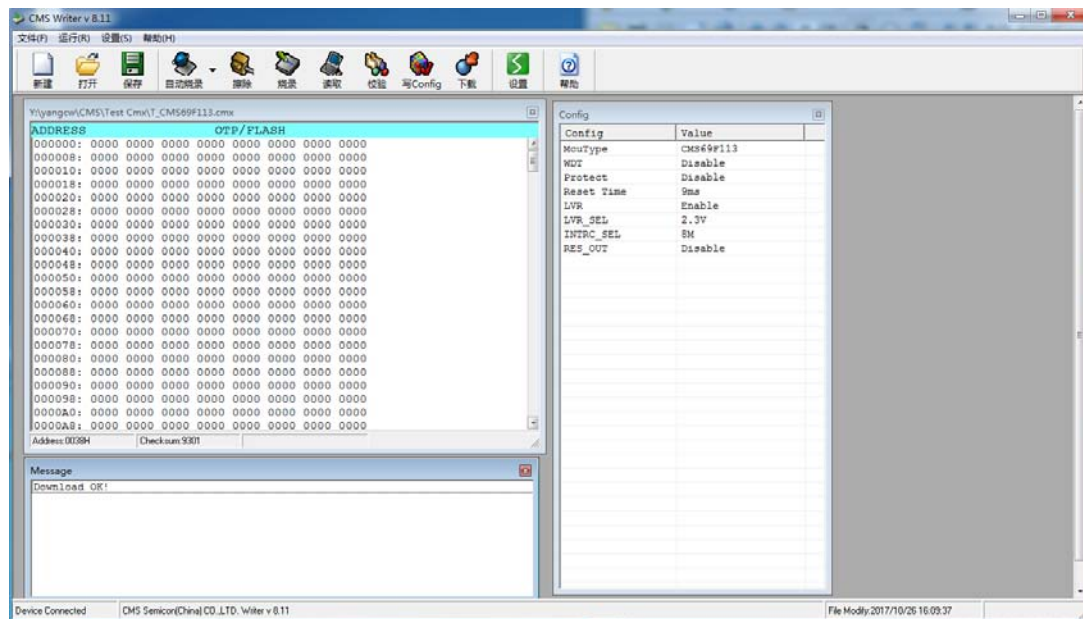 CMS Writer v 8.11
文件(F) 运行(R) 设置(S) 帮助(H)
新建 打开 保存 自动烧录 擦除 烧录 读取 校验 写Config 下载 设置 帮助
Y:\yangcw\CMS\Test Cmx\T_CMS69F113.cmx
ADDRESS OTP/FLASH
000000: 0000 0000 0000 0000 0000 0000 0000 0000
000008: 0000 0000 0000 0000 0000 0000 0000 0000
000010: 0000 0000 0000 0000 0000 0000 0000 0000
000018: 0000 0000 0000 0000 0000 0000 0000 0000
000020: 0000 0000 0000 0000 0000 0000 0000 0000
000028: 0000 0000 0000 0000 0000 0000 0000 0000
000030: 0000 0000 0000 0000 0000 0000 0000 0000
000038: 0000 0000 0000 0000 0000 0000 0000 0000
000040: 0000 0000 0000 0000 0000 0000 0000 0000
000048: 0000 0000 0000 0000 0000 0000 0000 0000
000050: 0000 0000 0000 0000 0000 0000 0000 0000
000058: 0000 0000 0000 0000 0000 0000 0000 0000
000060: 0000 0000 0000 0000 0000 0000 0000 0000
000068: 0000 0000 0000 0000 0000 0000 0000 0000
000070: 0000 0000 0000 0000 0000 0000 0000 0000
000078: 0000 0000 0000 0000 0000 0000 0000 0000
000080: 0000 0000 0000 0000 0000 0000 0000 0000
000088: 0000 0000 0000 0000 0000 0000 0000 0000
000090: 0000 0000 0000 0000 0000 0000 0000 0000
000098: 0000 0000 0000 0000 0000 0000 0000 0000
0000A0: 0000 0000 0000 0000 0000 0000 0000 0000
0000A8: 0000 0000 0000 0000 0000 0000 0000 0000
Address:0038H Checksum:9301
Message
Download OK!
Config
Config Value
McuType CMS69F113
WDT Disable
Protect Disable
Reset Time 9ms
LVR Enable
LVR_SEL 2.3V
INTRC_SEL 8M
RES_OUT Disable
Device Connected CMS Semicon(China) CO.,LTD. Writer v 8.11 File Modify:2017/10/26 16:09:37